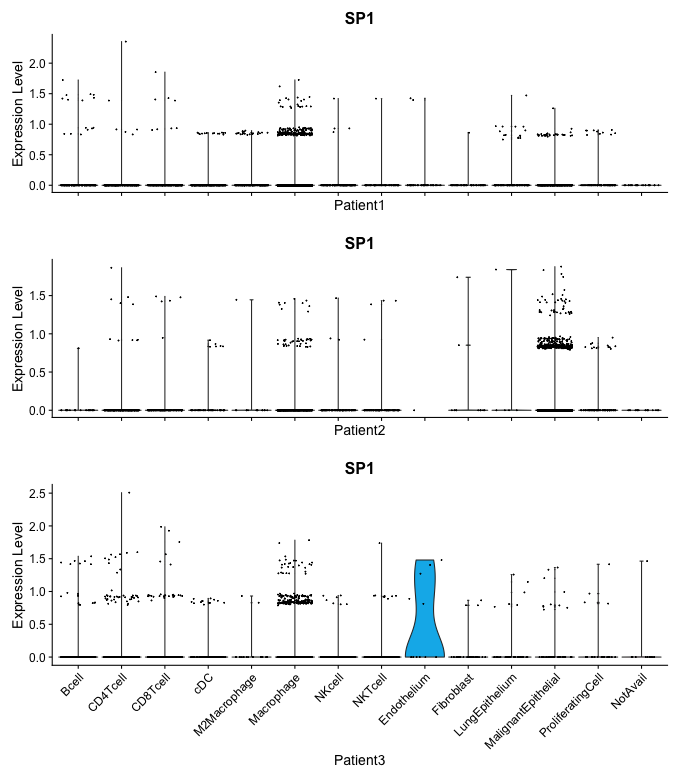 SP1
Expression Level
2.0
1.5
1.0
0.5
0.0
Patient1
SP1
Expression Level
1.5
1.0
0.5
0.0
Patient2
SP1
Expression Level
2.5
2.0
1.5
1.0
0.5
0.0
Bcell
CD4Tcell
CD8Tcell
cDC
M2Macrophage
Macrophage
NKcell
NKTcell
Endothelium
Fibroblast
LungEpithelium
MalignantEpithelial
ProliferatingCell
NotAvail
Patient3